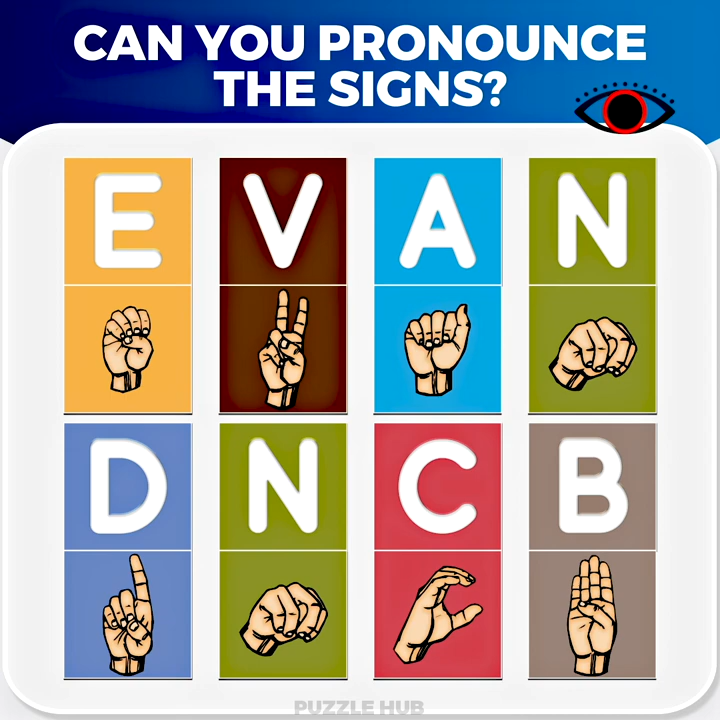 CAN YOU PRONOUNCE
THE SIGNS?
E V A N
D N C B
PUZZLE HUB